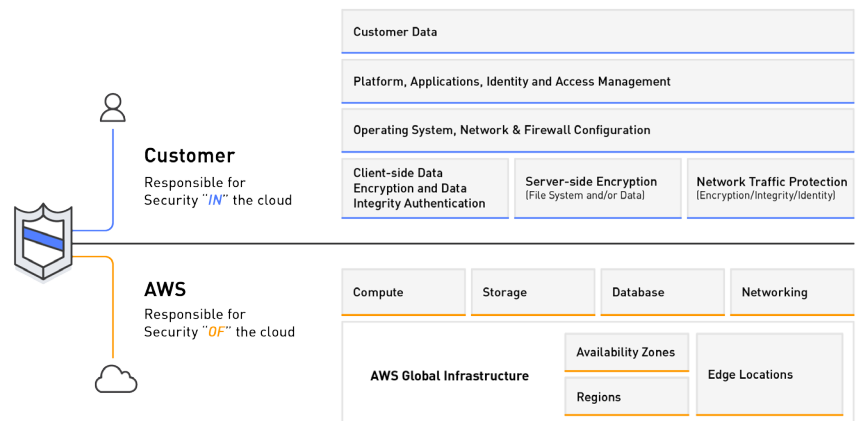 Customer Data
Platform, Applications, Identity and Access Management
Operating System, Network & Firewall Configuration
Customer
Responsible for
Security "IN" the cloud
Client-side Data
Encryption and Data
Integrity Authentication
Server-side Encryption
(File System and/or Data)
Network Traffic Protection
(Encryption/Integrity/Identity)
AWS
Responsible for
Security "OF" the cloud
Compute
Storage
Database
Networking
AWS Global Infrastructure
Availability Zones
Regions
Edge Locations